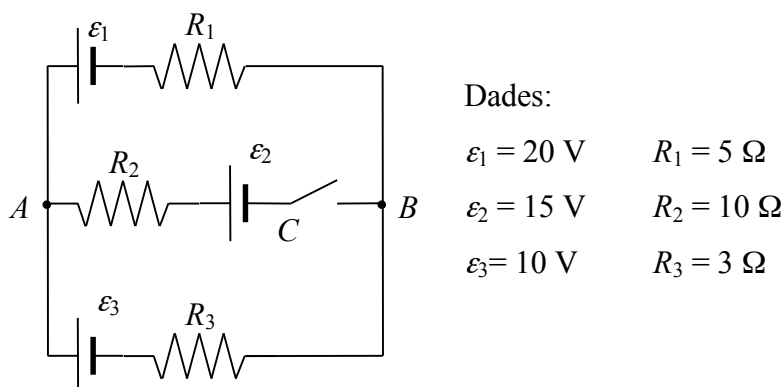 ε1
R1
R2
ε2
A
C
B
ε3
R3
Dades:
ε1 = 20 V R1 = 5 Ω
ε2 = 15 V R2 = 10 Ω
ε3= 10 V R3 = 3 Ω